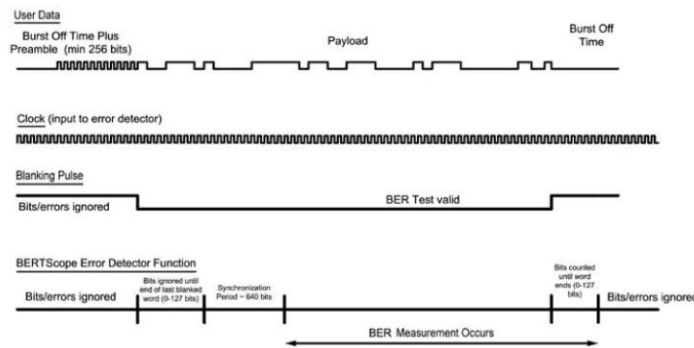 User Data
Burst Off Time Plus
Preamble (min 256 bits)
Payload
Burst Off
Time
Clock (input to error detector)
Blanking Pulse
Bits/errors ignored
BER Test valid
BERTScope Error Detector Function
Bits/errors ignored
Bits ignored until
end of last blanked
word (0-127 bits)
Synchronization
Period ~ 640 bits
Bits counted
until word
ends (0-127
bits)
Bits/errors ignored
BER Measurement Occurs